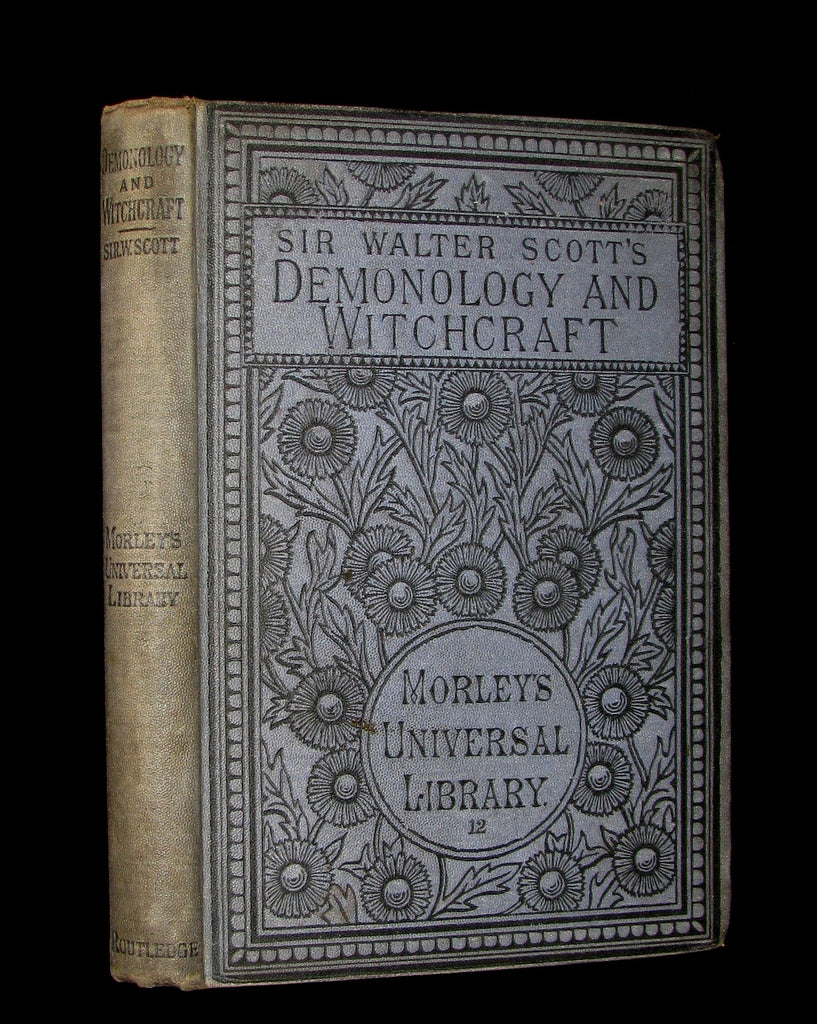 DEMONOLOGY
AND
WITCHCRAFT
SIR W. SCOTT
MORLEY'S
UNIVERSAL
LIBRARY
ROUTLEDGE
SIR WALTER SCOTT'S
DEMONOLOGY AND
WITCHCRAFT
MORLEY'S
UNIVERSAL
LIBRARY.
12